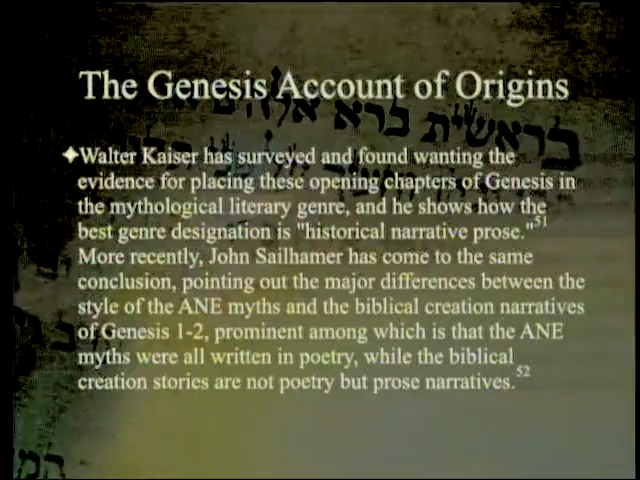 The Genesis Account of Origins
בראשית ברא אלהים
✦Walter Kaiser has surveyed and found wanting the
evidence for placing these opening chapters of Genesis in
the mythological literary genre, and he shows how the
best genre designation is "historical narrative prose."51
More recently, John Sailhamer has come to the same
conclusion, pointing out the major differences between the
style of the ANE myths and the biblical creation narratives
of Genesis 1-2, prominent among which is that the ANE
myths were all written in poetry, while the biblical
creation stories are not poetry but prose narratives.52